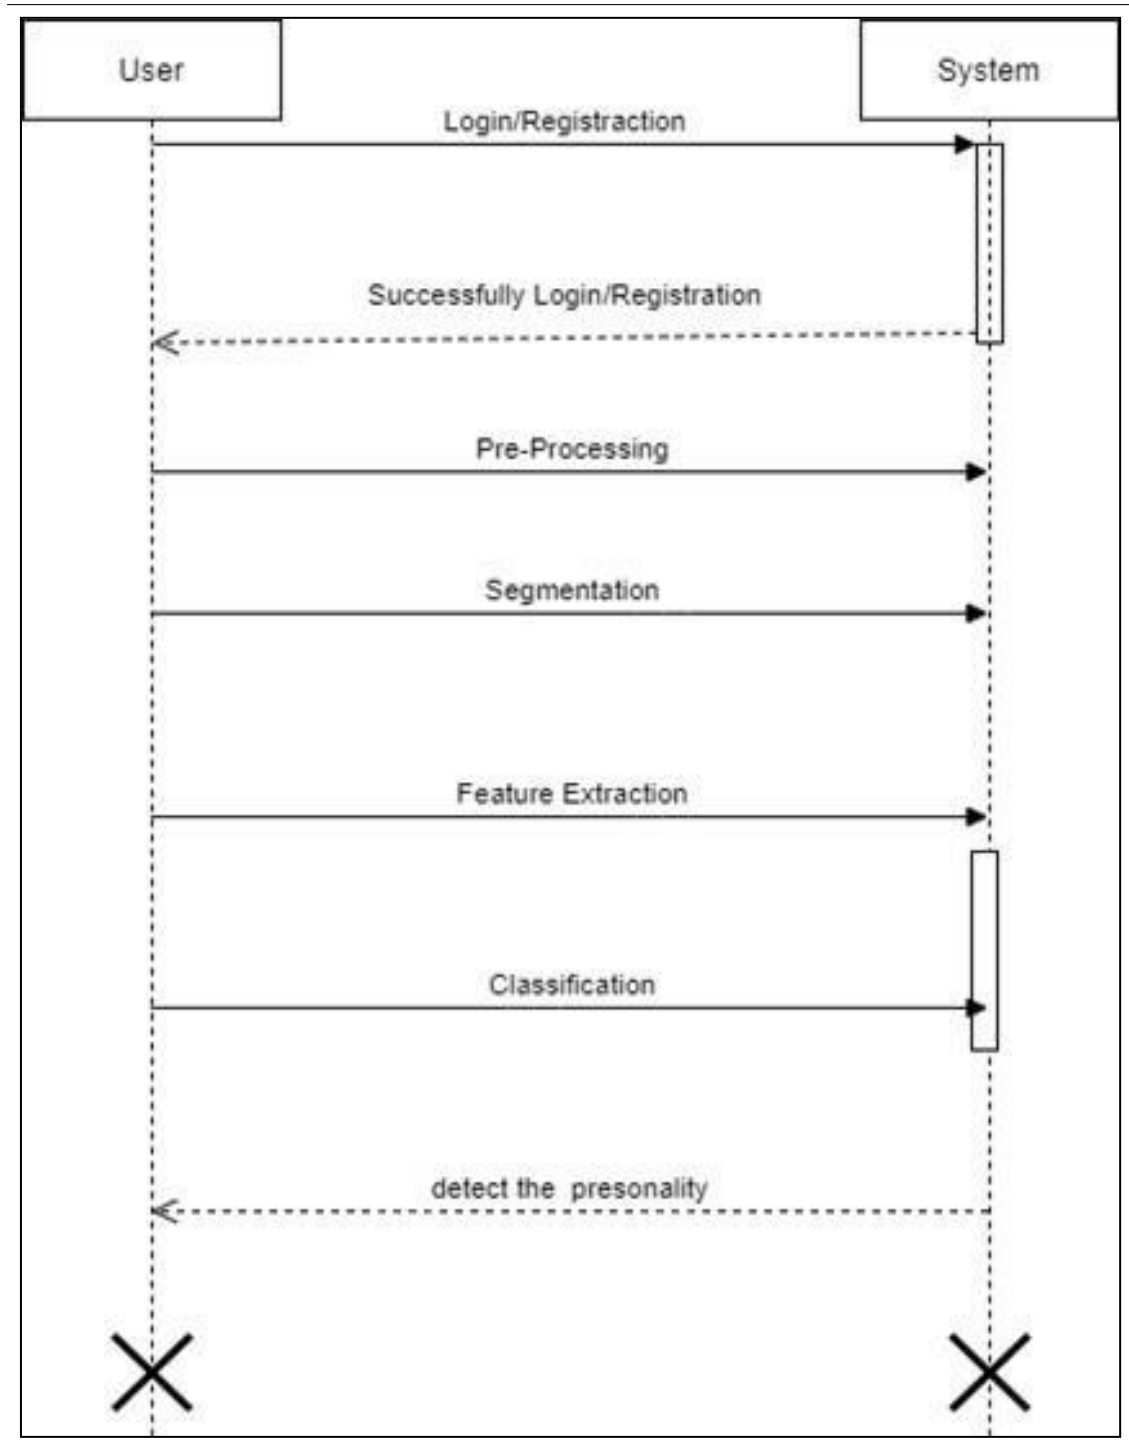 User
System
Login/Registraction
Successfully Login/Registration
Pre-Processing
Segmentation
Feature Extraction
Classification
detect the presonality